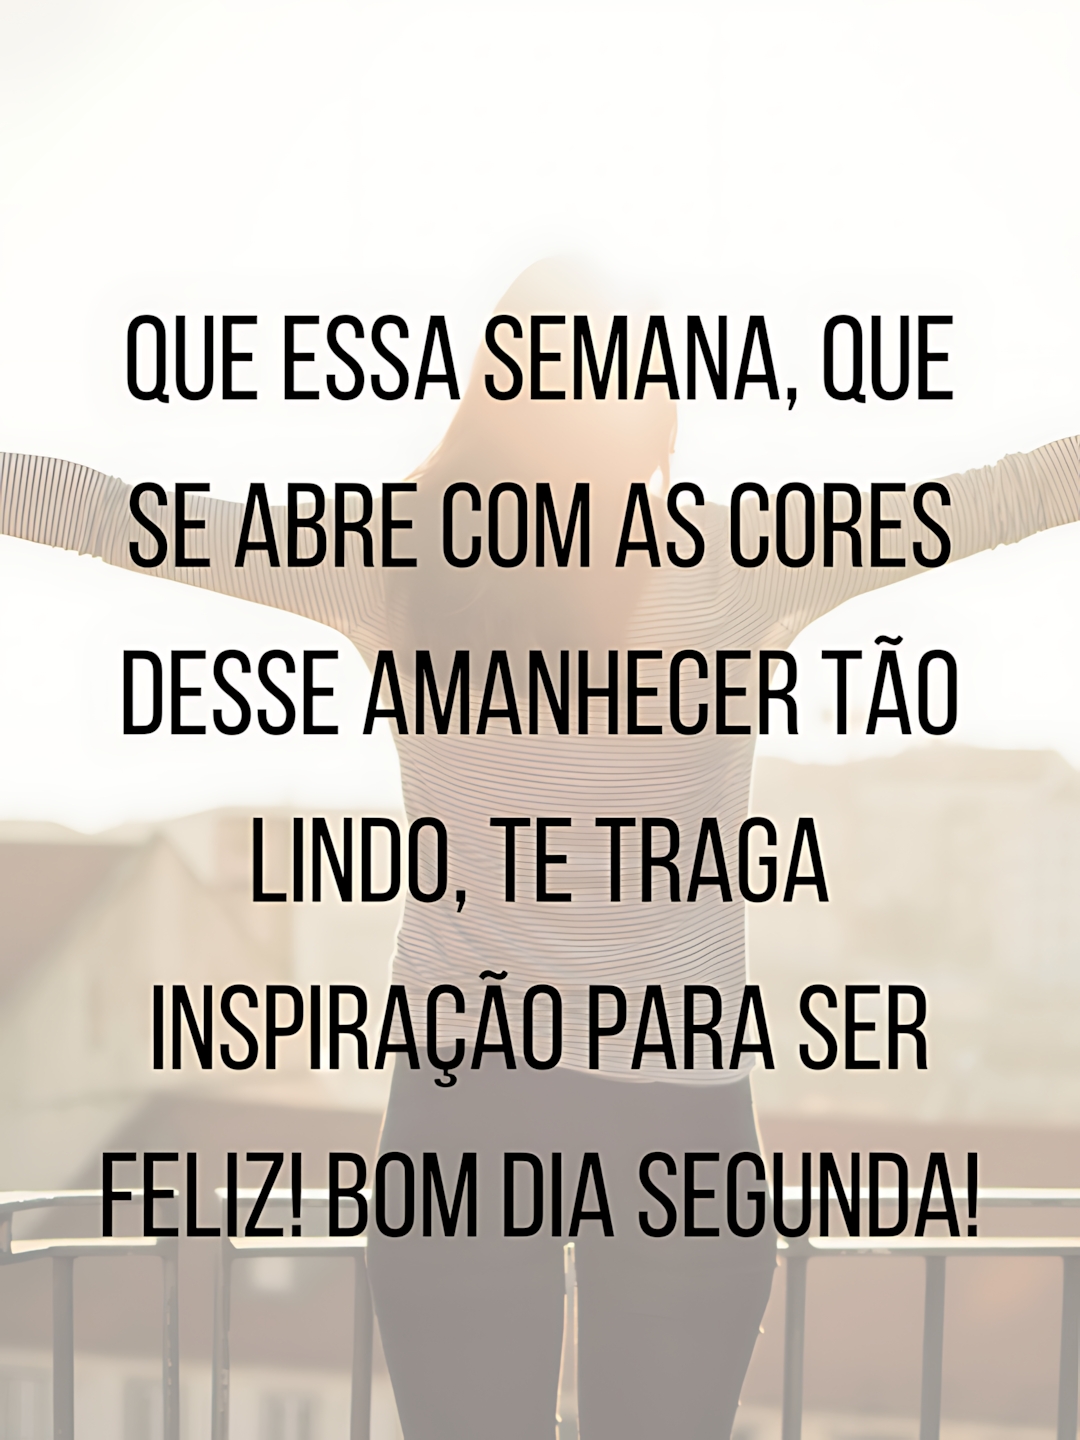 QUE ESSA SEMANA, QUE
SE ABRE COM AS CORES
DESSE AMANHECER TÃO
LINDO, TE TRAGA
INSPIRAÇÃO PARA SER
FELIZ! BOM DIA SEGUNDA!